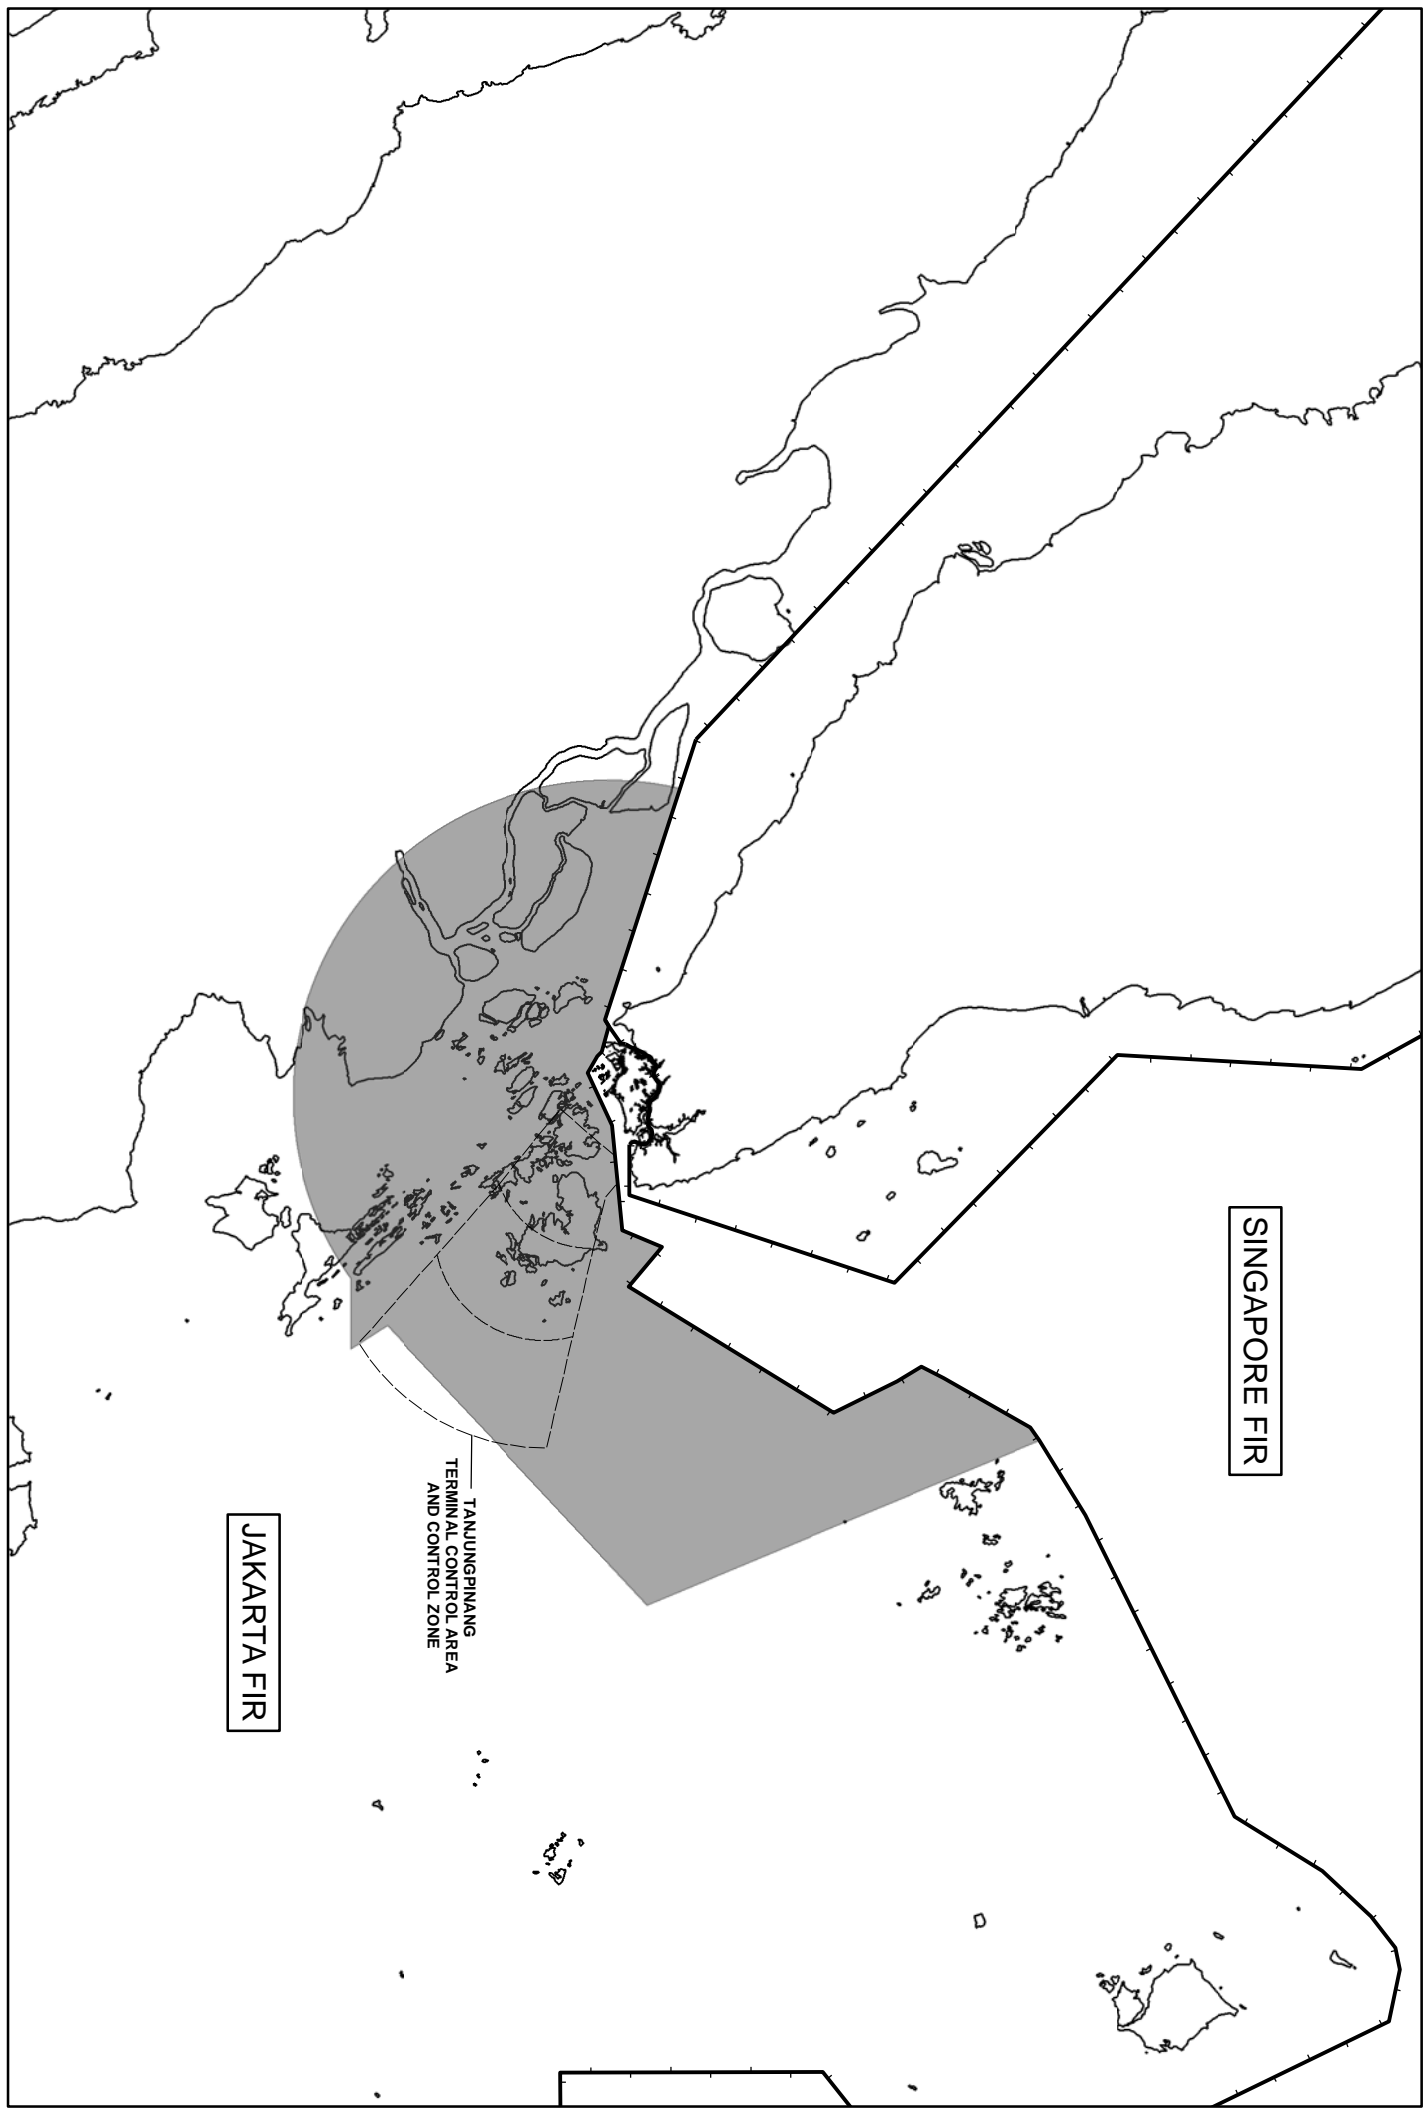 SINGAPORE FIR
TANJUNGPINANG
TERMINAL CONTROL AREA
AND CONTROL ZONE
JAKARTA FIR